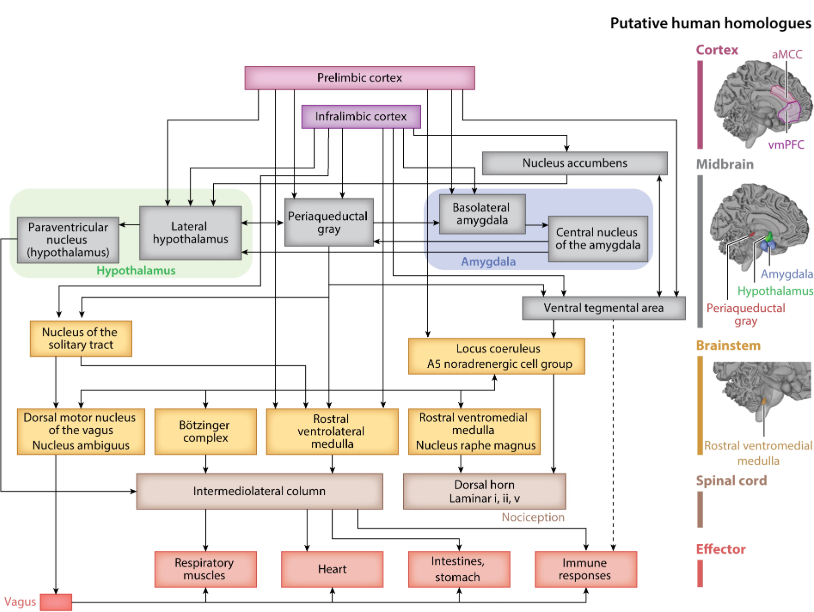 Putative human homologues
Cortex
aMCC
vmPFC
Prelimbic cortex
Infralimbic cortex
Nucleus accumbens
Midbrain
Paraventricular
nucleus
(hypothalamus)
Lateral
hypothalamus
Hypothalamus
Periaqueductal
gray
Basolateral
amygdala
Central nucleus
of the amygdala
Amygdala
Amygdala
Hypothalamus
Periaqueductal
gray
Ventral tegmental area
Nucleus of the
solitary tract
Locus coeruleus
A5 noradrenergic cell group
Brainstem
Dorsal motor nucleus
of the vagus
Nucleus ambiguus
Bötzinger
complex
Rostral
ventrolateral
medulla
Rostral ventromedial
medulla
Nucleus raphe magnus
Rostral ventromedial
medulla
Intermediolateral column
Dorsal horn
Laminar i, ii, v
Nociception
Spinal cord
Respiratory
muscles
Heart
Intestines,
stomach
Immune
responses
Effector
Vagus